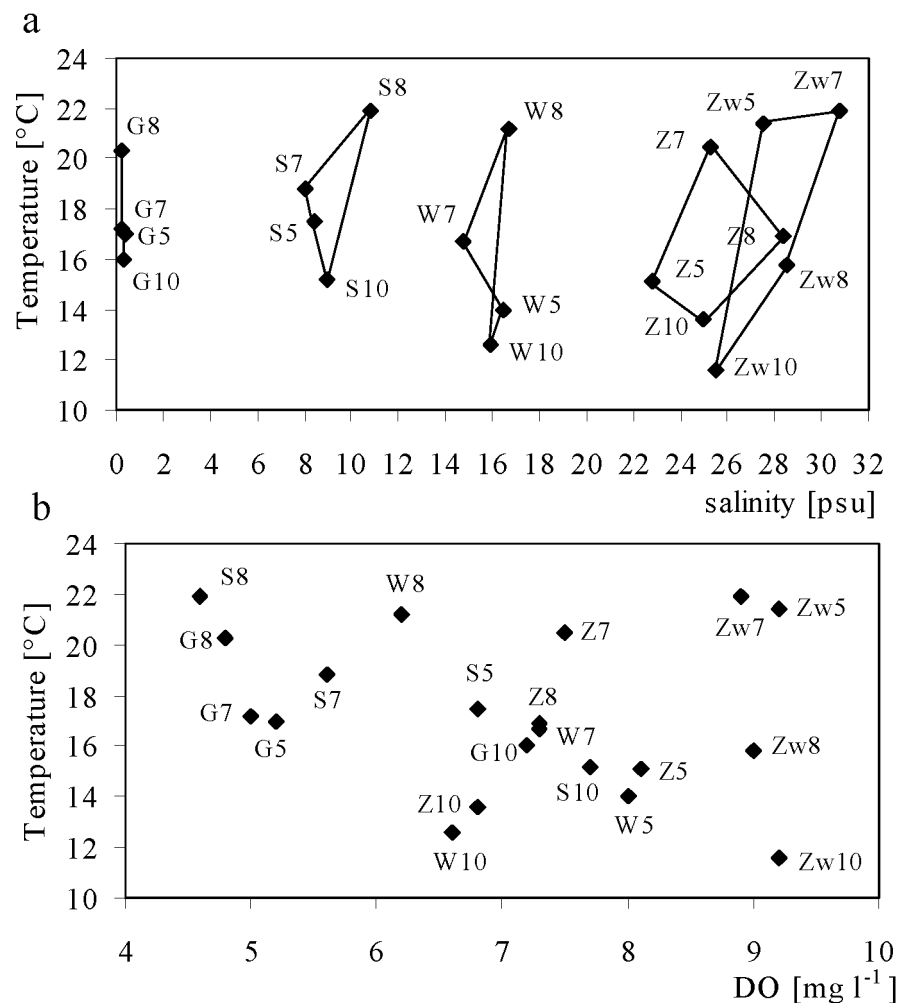 a
Temperature [°C]
24
22
20
18
16
14
12
10
G8
G7
G5
G10
S8
S7
S5
S10
W8
W7
W5
W10
Zw5
Zw7
Z7
Z8
Z5
Zw8
Z10
Zw10
0 2 4 6 8 10 12 14 16 18 20 22 24 26 28 30 32
salinity [psu]
b
Temperature [°C]
24
22
20
18
16
14
12
10
S8
W8
G8
Z7
Zw7
Zw5
S7
S5
G7
G5
Z8
W7
G10
Zw8
S10
Z5
Z10
W5
W10
Zw10
4 5 6 7 8 9 10
DO [mg l⁻¹]